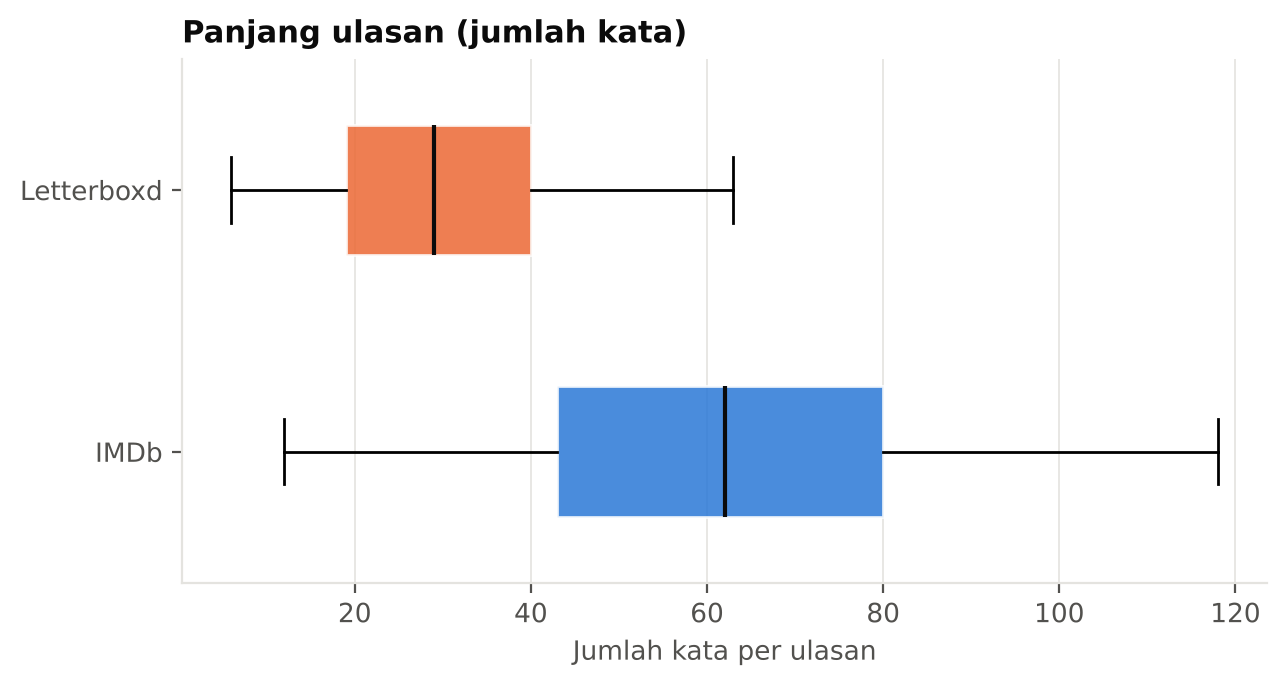 Panjang ulasan (jumlah kata)
Letterboxd
IMDb
20 40 60 80 100 120
Jumlah kata per ulasan